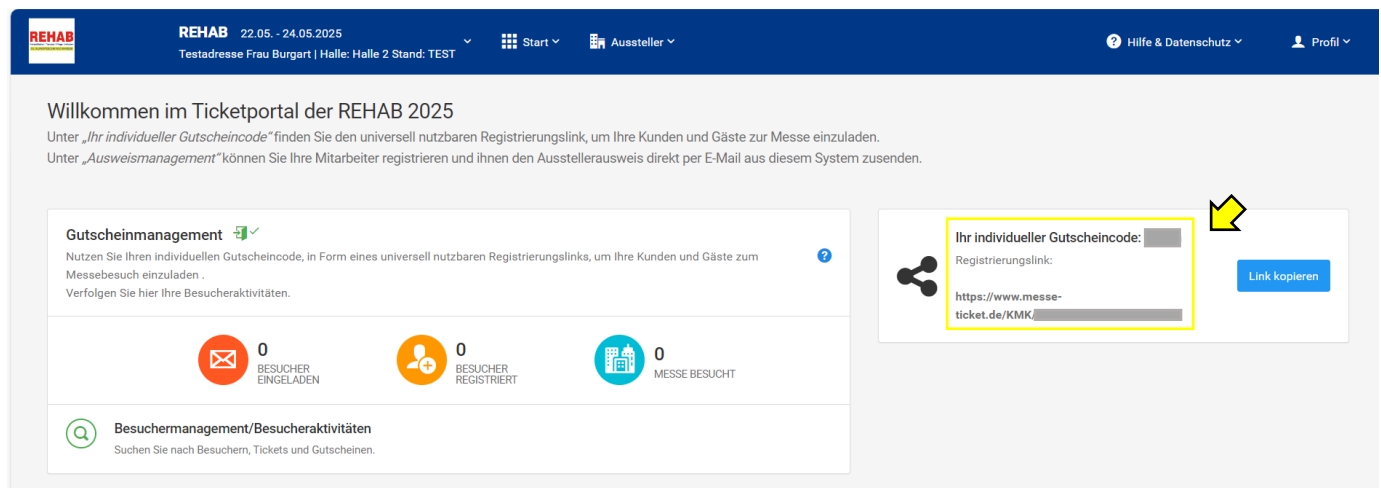 REHAB
REHAB 22.05. - 24.05.2025
Testadresse Frau Burgart | Halle: Halle 2 Stand: TEST
Start
Aussteller
Hilfe & Datenschutz
Profil
Willkommen im Ticketportal der REHAB 2025
Unter „Ihr individueller Gutscheincode“ finden Sie den universell nutzbaren Registrierungslink, um Ihre Kunden und Gäste zur Messe einzuladen.
Unter „Ausweismanagement“ können Sie Ihre Mitarbeiter registrieren und ihnen den Ausstellerausweis direkt per E-Mail aus diesem System zusenden.
Gutscheinmanagement
Nutzen Sie Ihren individuellen Gutscheincode, in Form eines universell nutzbaren Registrierungslinks, um Ihre Kunden und Gäste zum
Messebesuch einzuladen .
Verfolgen Sie hier Ihre Besucheraktivitäten.
?
0
BESUCHER
EINGELADEN
0
BESUCHER
REGISTRIERT
0
MESSE BESUCHT
Besuchermanagement/Besucheraktivitäten
Suchen Sie nach Besuchern, Tickets und Gutscheinen.
Ihr individueller Gutscheincode:
Registrierungslink:
https://www.messe-
ticket.de/KMK/
Link kopieren